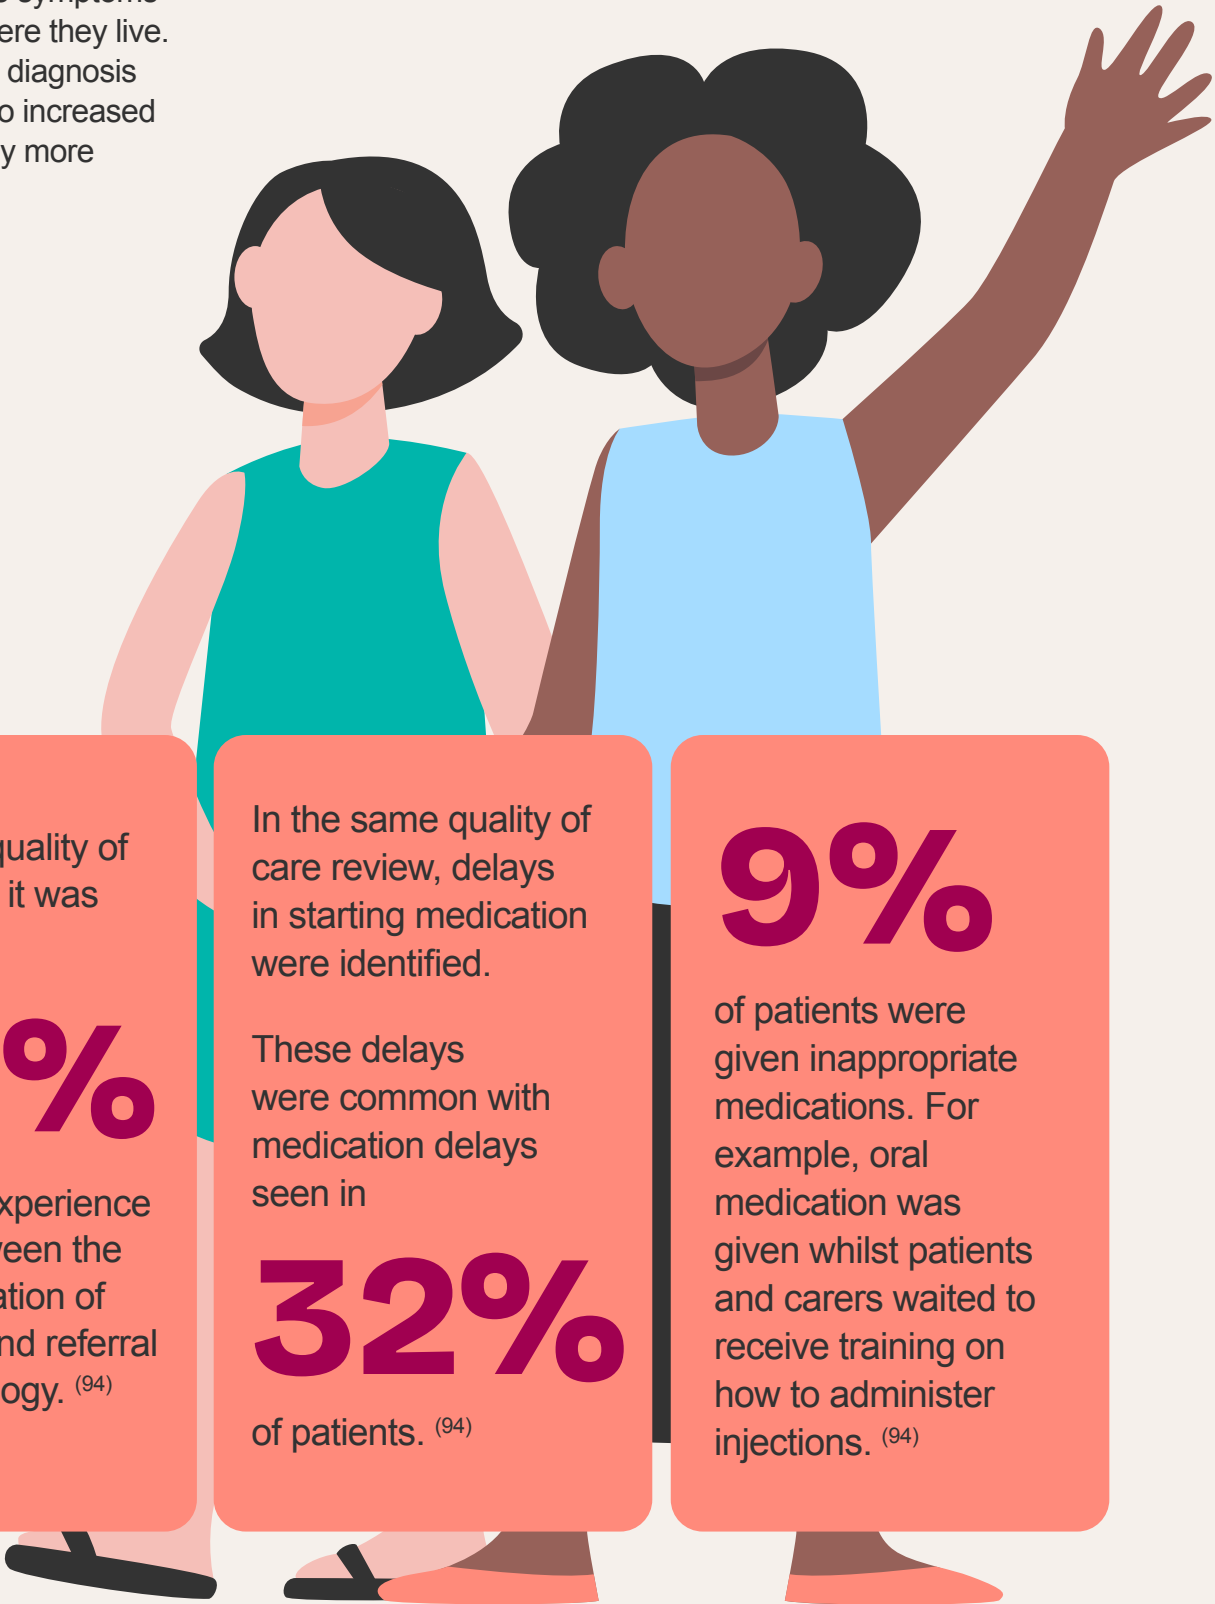 ere they live.
diagnosis
o increased
y more
quality of
it was
%
xperience
veen the
ation of
nd referral
ogy. (94)
In the same quality of
care review, delays
in starting medication
were identified.
These delays
were common with
medication delays
seen in
32%
of patients. (94)
9%
of patients were
given inappropriate
medications. For
example, oral
medication was
given whilst patients
and carers waited to
receive training on
how to administer
injections. (94)